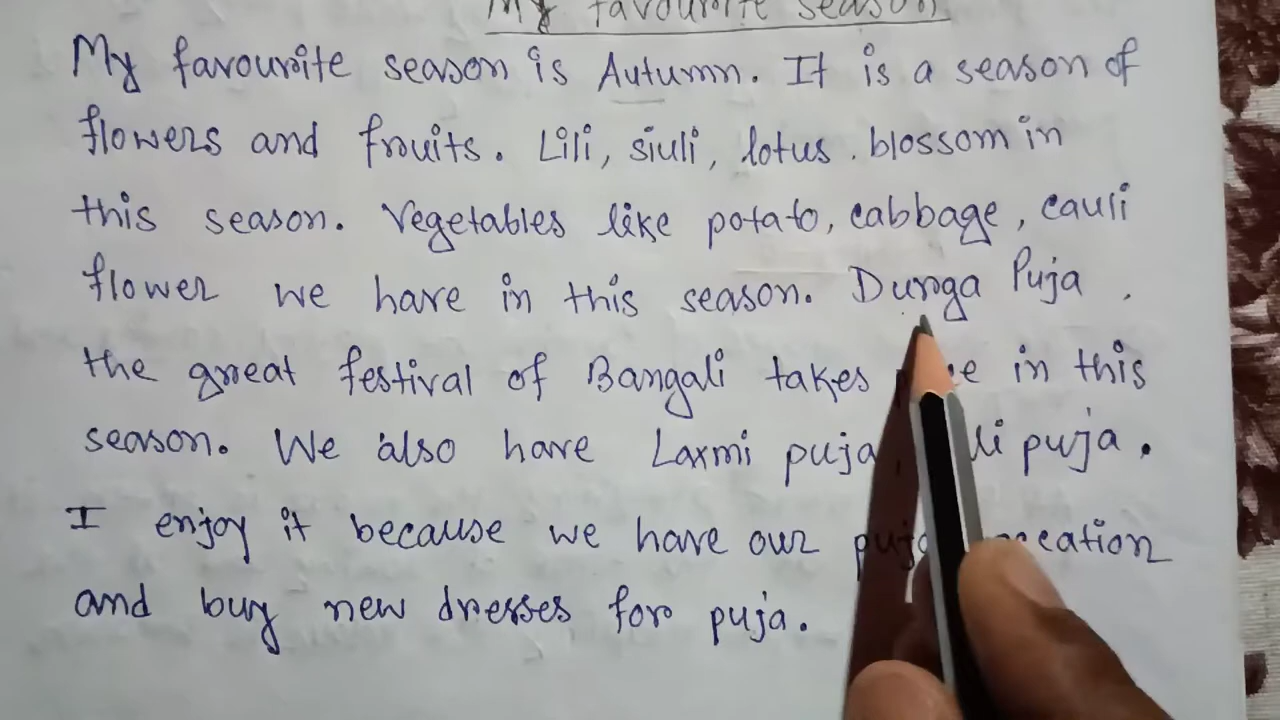 My favourite season
My favourite season is Autumn. It is a season of
flowers and fruits. Lili, siuli, lotus. blossom in
this season. Vegetables like potato, cabbage, cauli
flower we have in this season. Durga Puja.
the great festival of Bangali takes in this
season. We also have Laxmi puja, puja.
I enjoy it because we have our
and buy new dresses for puja.